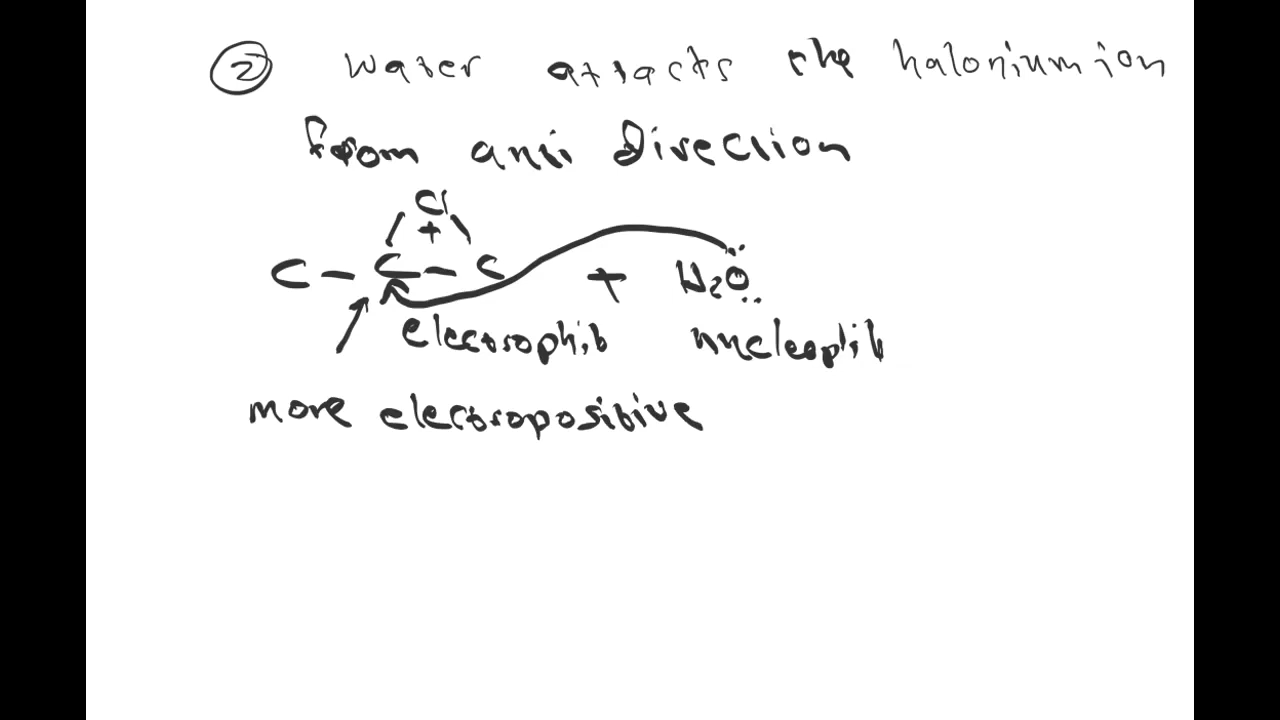 ② Water attacts the halonium ion
from anti direction
Cl
+
C - C - C + H₂O
electrophile nucleophile
more electropositive